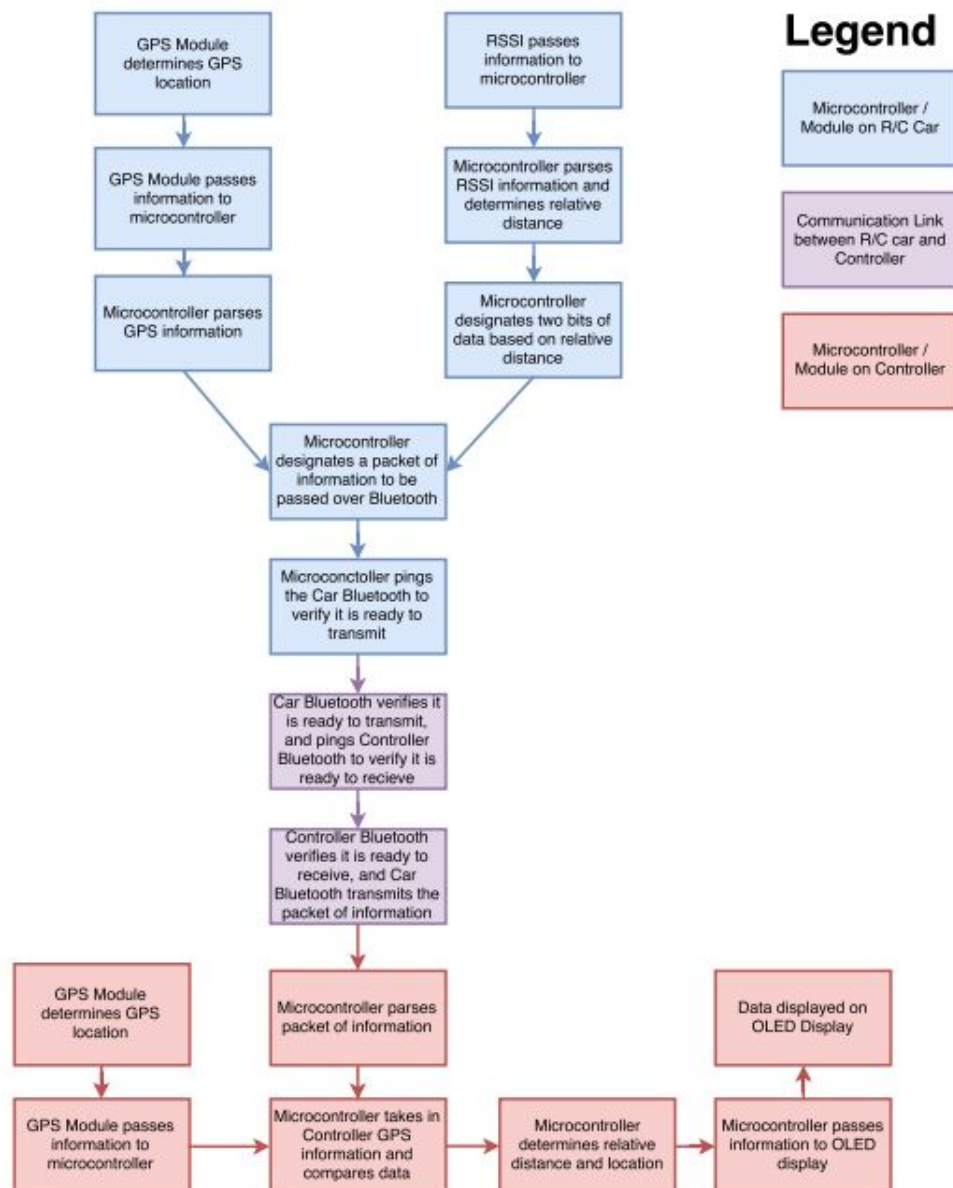 GPS Module
determines GPS
location
RSSI passes
information to
microcontroller
Legend
Microcontroller /
Module on R/C Car
GPS Module passes
information to
microcontroller
Microcontroller parses
RSSI information and
determines relative
distance
Communication Link
between R/C car and
Controller
Microcontroller parses
GPS information
Microcontroller
designates two bits of
data based on relative
distance
Microcontroller /
Module on Controller
Microcontroller
designates a packet of
information to be
passed over Bluetooth
Microconctoller pings
the Car Bluetooth to
verify it is ready to
transmit
Car Bluetooth verifies it
is ready to transmit,
and pings Controller
Bluetooth to verify it is
ready to recieve
Controller Bluetooth
verifies it is ready to
receive, and Car
Bluetooth transmits the
packet of information
GPS Module
determines GPS
location
Microcontroller parses
packet of information
Data displayed on
OLED Display
GPS Module passes
information to
microcontroller
Microcontroller takes in
Controller GPS
information and
compares data
Microcontroller
determines relative
distance and location
Microcontroller passes
information to OLED
display